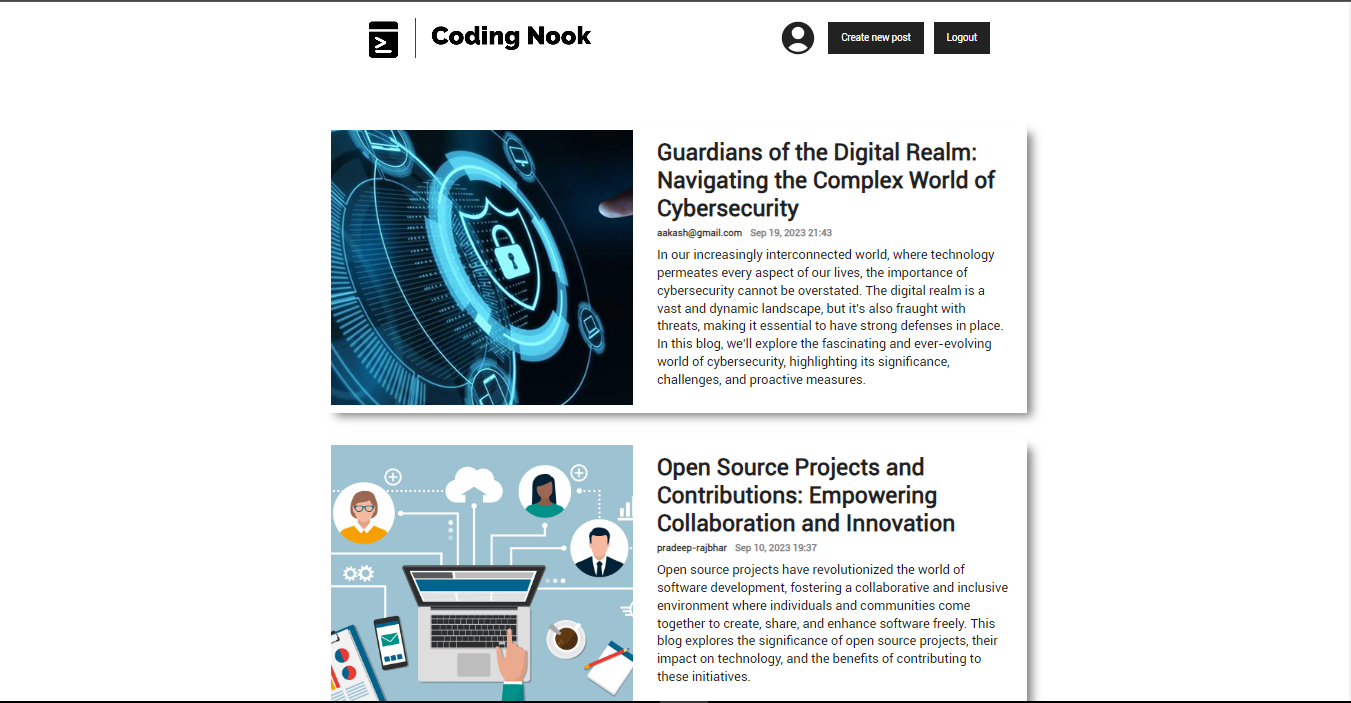 Coding Nook
Create new post
Logout
Guardians of the Digital Realm:
Navigating the Complex World of
Cybersecurity
aakash@gmail.com Sep 19, 2023 21:43
In our increasingly interconnected world, where technology
permeates every aspect of our lives, the importance of
cybersecurity cannot be overstated. The digital realm is a
vast and dynamic landscape, but it's also fraught with
threats, making it essential to have strong defenses in place.
In this blog, we'll explore the fascinating and ever-evolving
world of cybersecurity, highlighting its significance,
challenges, and proactive measures.
Open Source Projects and
Contributions: Empowering
Collaboration and Innovation
pradeep-rajbhar Sep 10, 2023 19:37
Open source projects have revolutionized the world of
software development, fostering a collaborative and inclusive
environment where individuals and communities come
together to create, share, and enhance software freely. This
blog explores the significance of open source projects, their
impact on technology, and the benefits of contributing to
these initiatives.